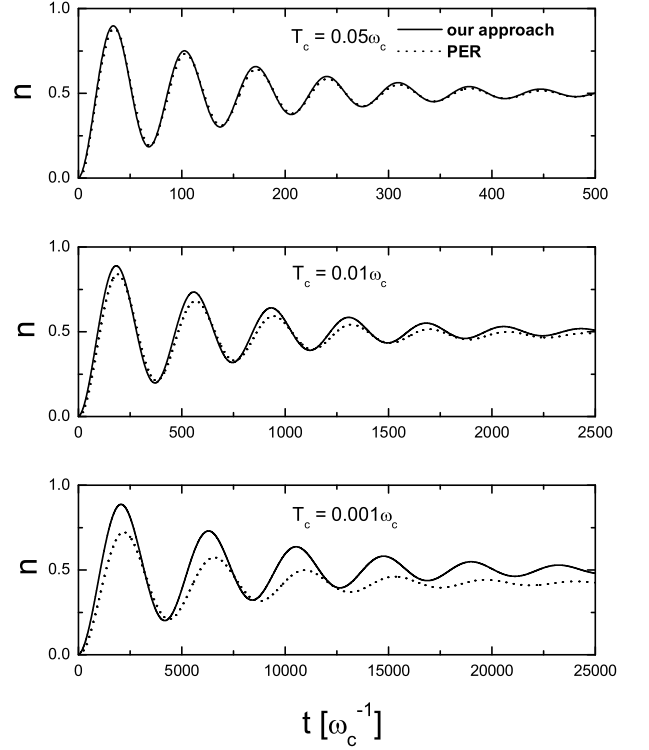 1.0
T_c = 0.05ω_c
our approach
PER
n
0.5
0.0
0 100 200 300 400 500
1.0
T_c = 0.01ω_c
n
0.5
0.0
0 500 1000 1500 2000 2500
1.0
T_c = 0.001ω_c
n
0.5
0.0
0 5000 10000 15000 20000 25000
t [ω_c^-1]